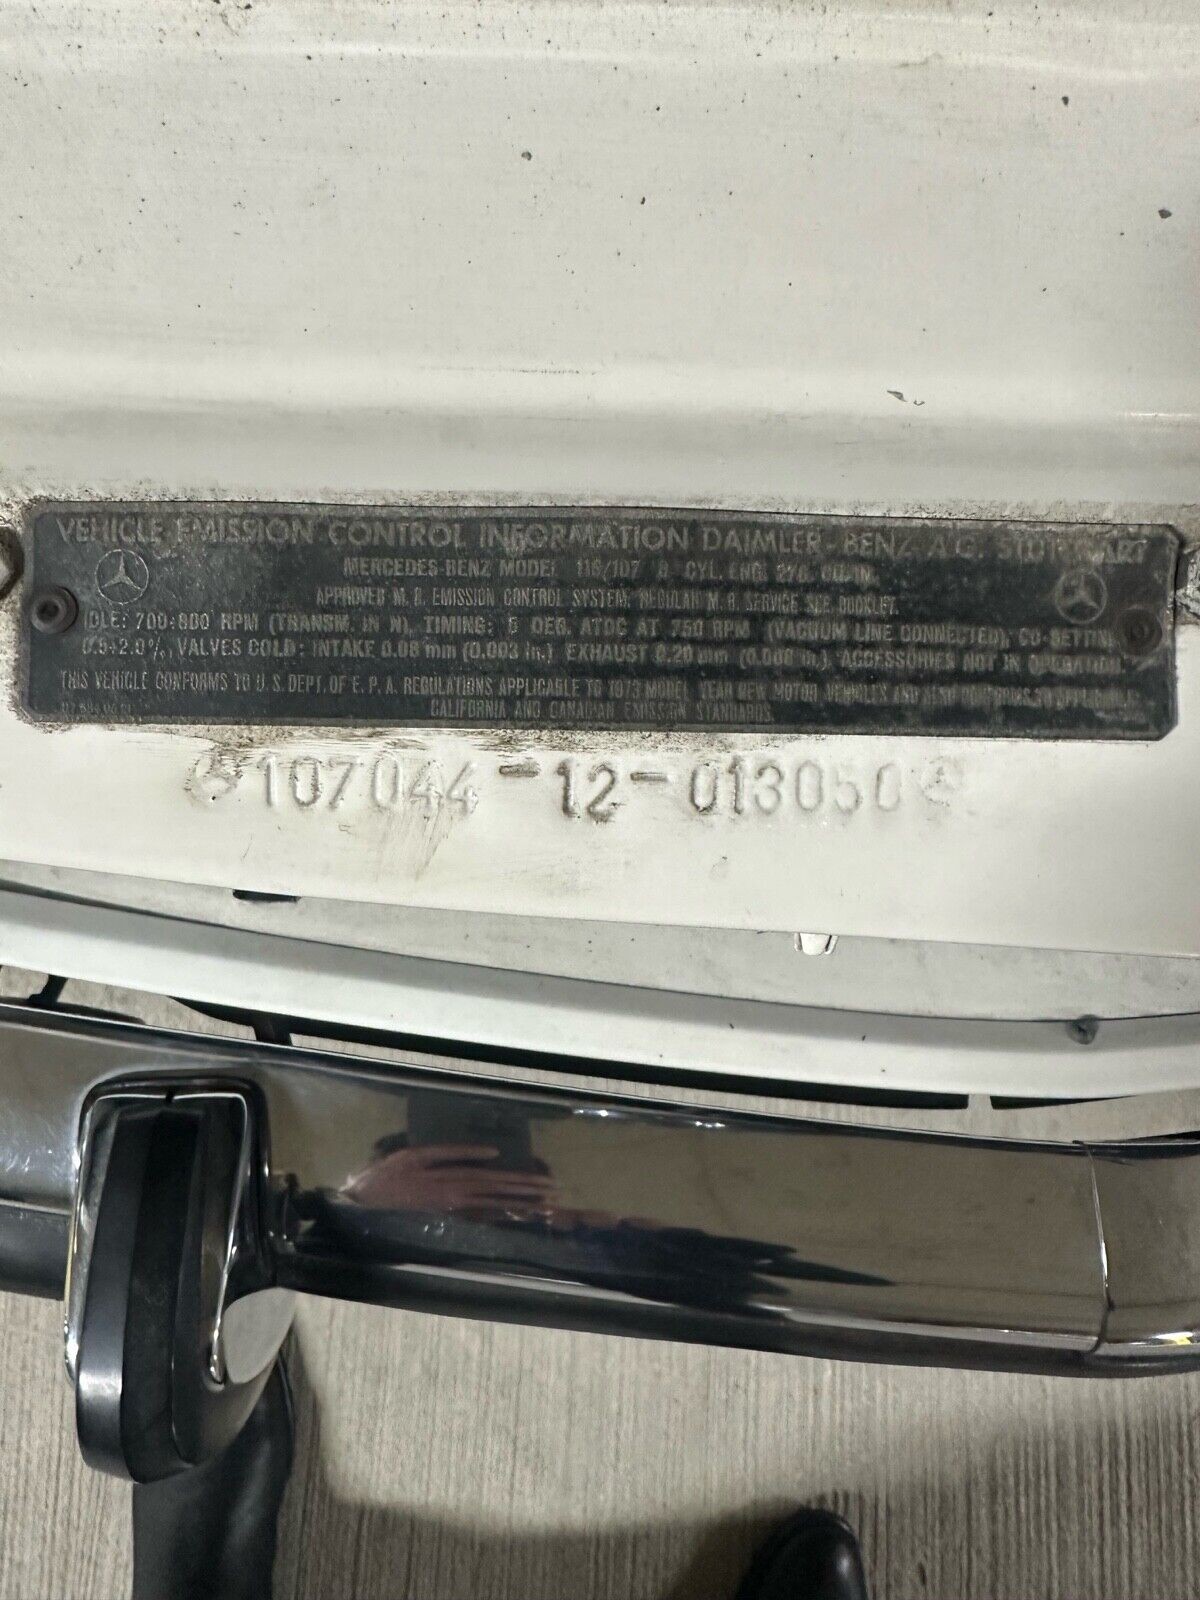 VEHICLE EMISSION CONTROL INFORMATION DAIMLER-BENZ A.G. STUTTGART
MERCEDES-BENZ MODEL 116/107 8 CYL. ENG. 276 CU. IN.
APPROVED M. B. EMISSION CONTROL SYSTEM. REGULAR M. B. SERVICE SEE BOOKLET.
IDLE: 700÷800 RPM (TRANSM. IN N), TIMING: 5 DEG. ATDC AT 750 RPM (VACUUM LINE CONNECTED), CO-SETTING
0.5÷2.0%, VALVES COLD: INTAKE 0.08 mm (0.003 in.) EXHAUST 0.20 mm (0.008 in.). ACCESSORIES NOT IN OPERATION.
THIS VEHICLE CONFORMS TO U. S. DEPT. OF E. P. A. REGULATIONS APPLICABLE TO 1973 MODEL YEAR NEW MOTOR VEHICLES AND ALSO CONFORMS TO APPLICABLE
CALIFORNIA AND CANADIAN EMISSION STANDARDS
107044-12-013050